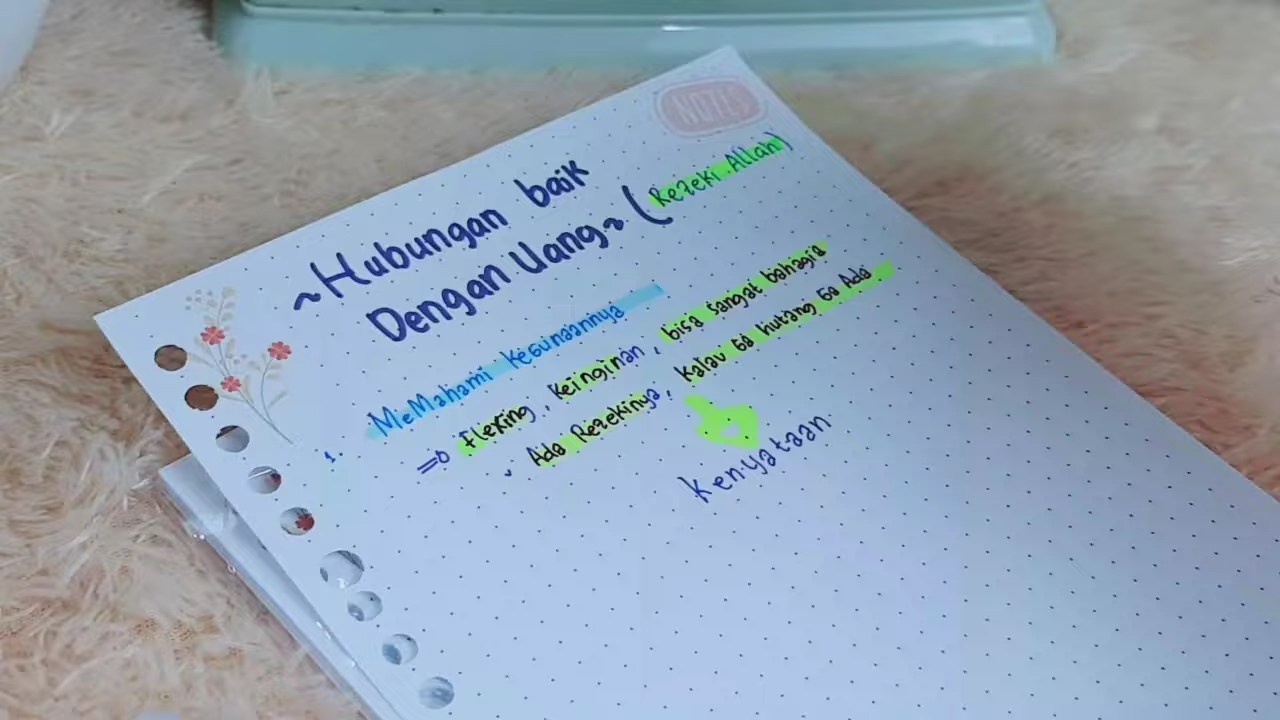 NOTES
~Hubungan baik
Dengan Uang~ (Rezeki Allah)
1. Memahami Kegunaannya
=> flexing, Keinginan, bisa sangat bahagia
Ada Rezekinya, Kalau Ga hutang Ga Ada
Kenyataan